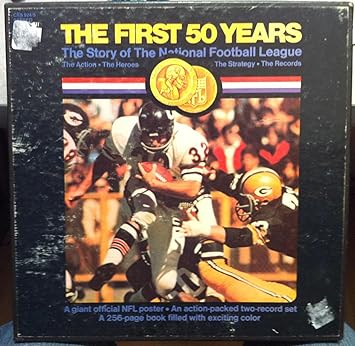 THE FIRST 50 YEARS
The Story of The National Football League
The Action • The Heroes
The Strategy • The Records
32
G
A giant official NFL poster • An action-packed two-record set
A 256-page book filled with exciting color